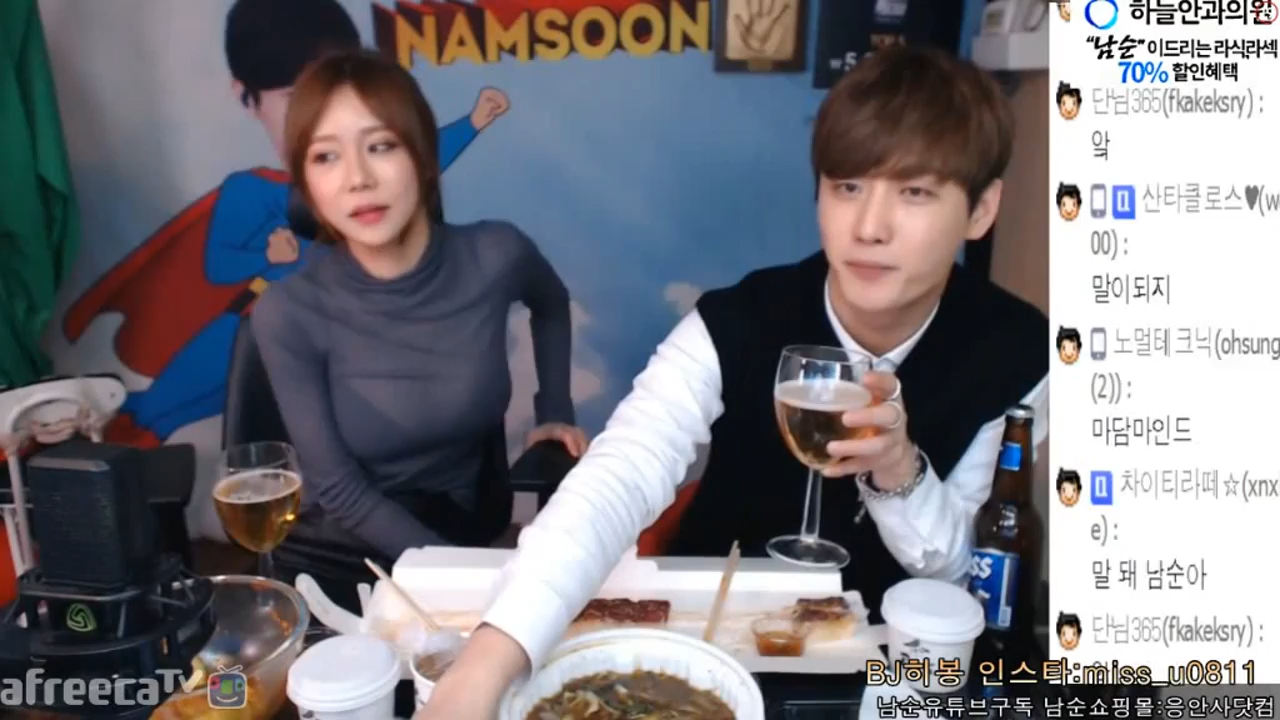 NAMSOON
하늘안과의원
"남순"이드리는 라식라섹
70% 할인혜택
단님365(fkakeksry) :
앜
산타클로스♥(w
00) :
말이되지
노멀테크닉(ohsung
(2)) :
마담마인드
차이티라떼☆(xnx
e) :
말 돼 남순아
단님365(fkakeksry) :
afreecaTV
BJ히봉 인스타:miss_u0811
남순유튜브구독 남순쇼핑몰:응안사닷컴